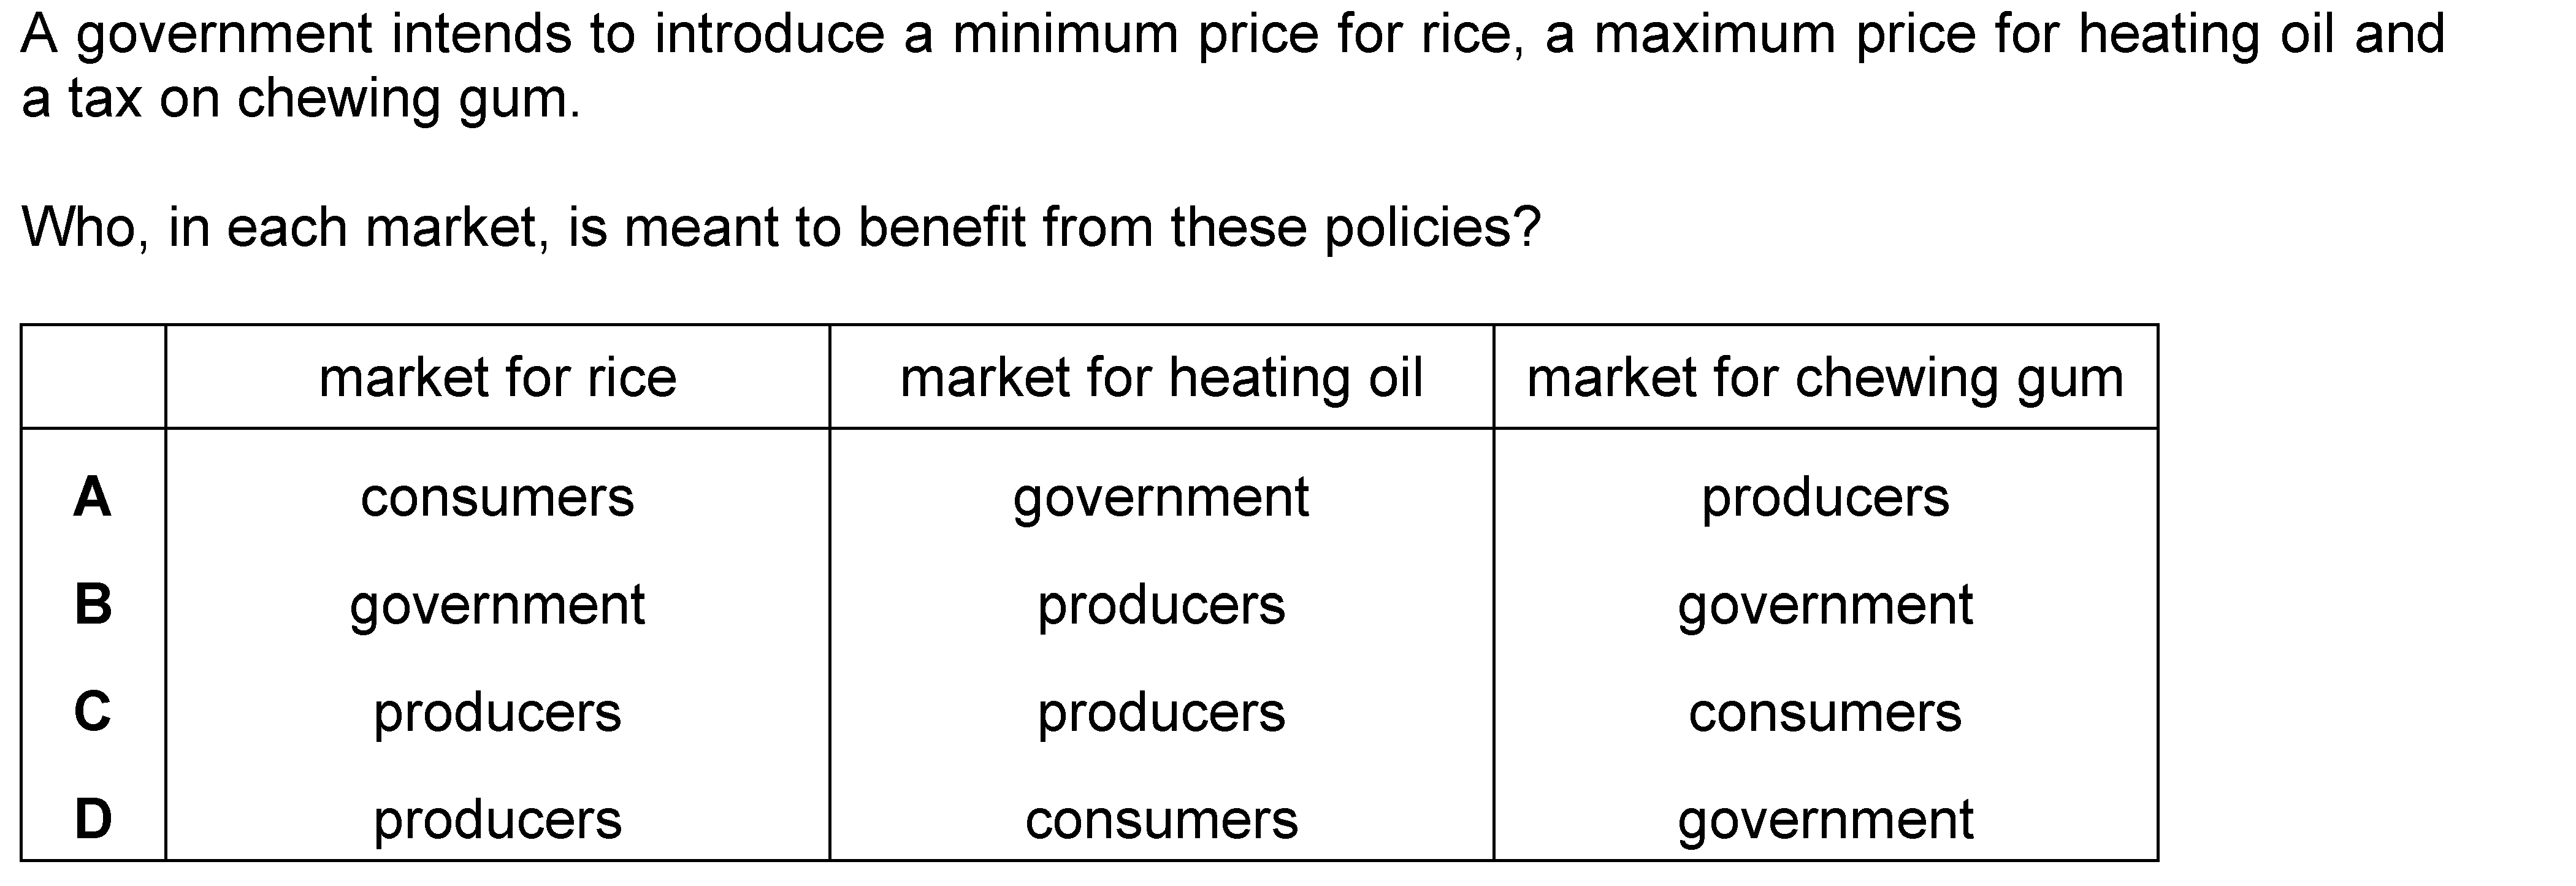 A government intends to introduce a minimum price for rice, a maximum price for heating oil and
a tax on chewing gum.
Who, in each market, is meant to benefit from these policies?
market for rice market for heating oil market for chewing gum
A consumers government producers
B government producers government
C producers producers consumers
D producers consumers government